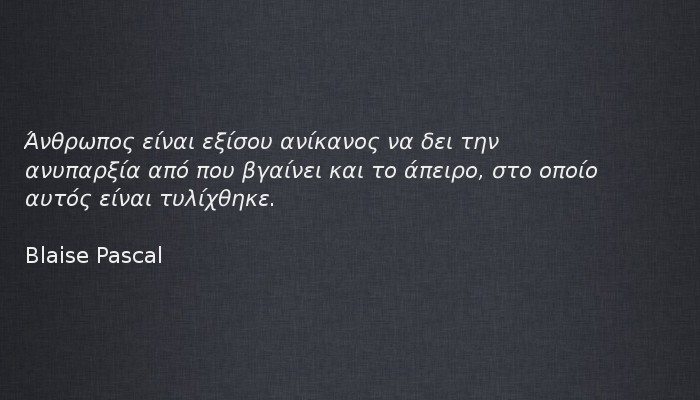 Άνθρωπος είναι εξίσου ανίκανος να δει την
ανυπαρξία από που βγαίνει και το άπειρο, στο οποίο
αυτός είναι τυλίχθηκε.
Blaise Pascal